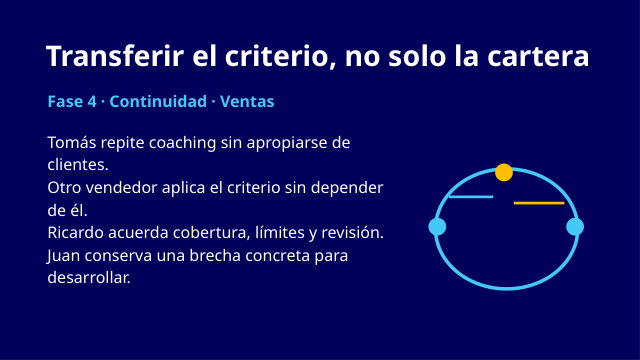 Transferir el criterio, no solo la cartera
Fase 4 · Continuidad · Ventas
Tomás repite coaching sin apropiarse de
clientes.
Otro vendedor aplica el criterio sin depender
de él.
Ricardo acuerda cobertura, límites y revisión.
Juan conserva una brecha concreta para
desarrollar.